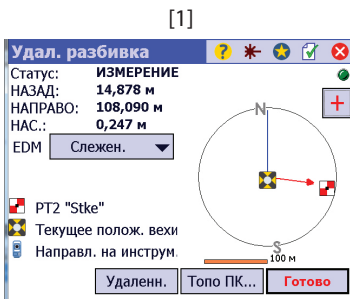 [1]
Удал. разбивка
Статус: ИЗМЕРЕНИЕ
НАЗАД: 14,878 м
НАПРАВО: 108,090 м
НАС.: 0,247 м
EDM Слежен.
N
S
100 м
PT2 "Stke"
Текущее полож. вехи
Направл. на инструм.
Удаленн. Топо ПК... Готово